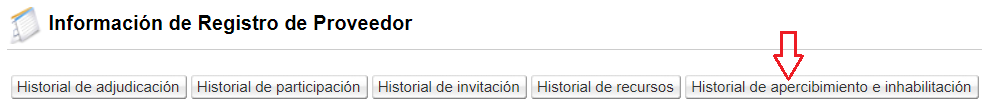 Información de Registro de Proveedor
Historial de adjudicación Historial de participación Historial de invitación Historial de recursos Historial de apercibimiento e inhabilitación